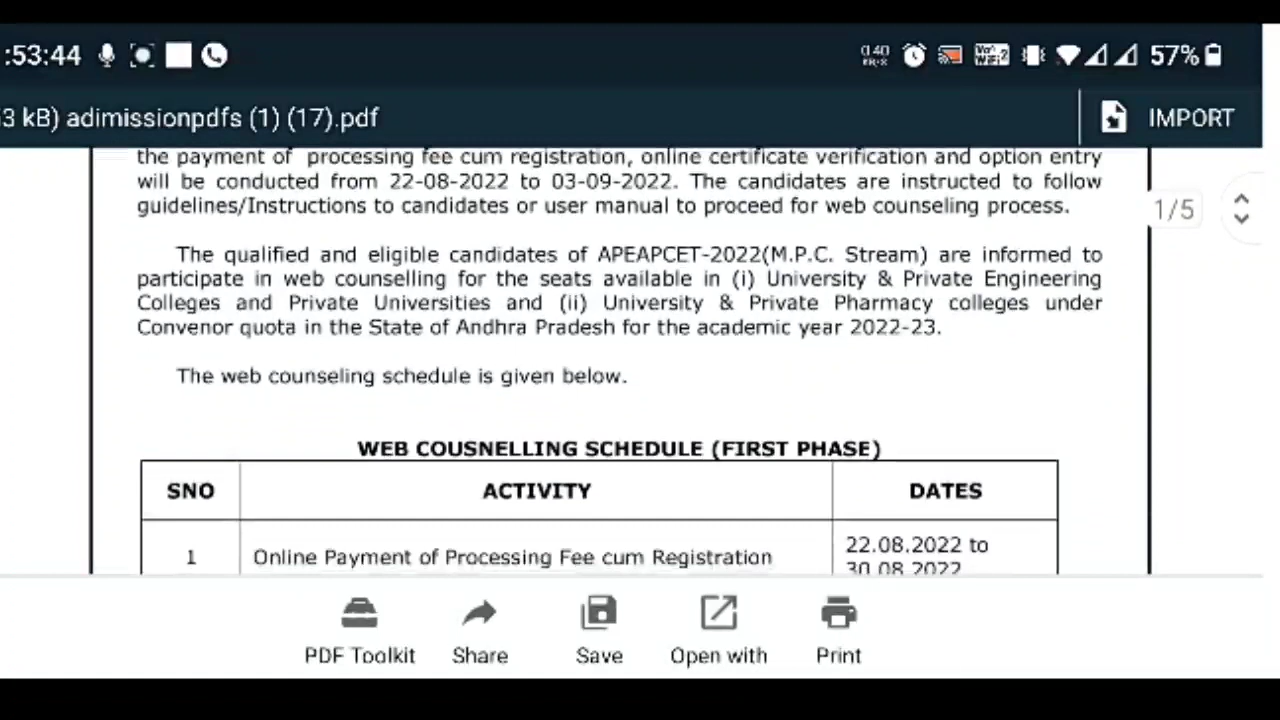 :53:44
0.40
57%
3 kB) adimissionpdfs (1) (17).pdf
IMPORT
the payment of processing fee cum registration, online certificate verification and option entry
will be conducted from 22-08-2022 to 03-09-2022. The candidates are instructed to follow
guidelines/Instructions to candidates or user manual to proceed for web counseling process.
1/5
The qualified and eligible candidates of APEAPCET-2022(M.P.C. Stream) are informed to
participate in web counselling for the seats available in (i) University & Private Engineering
Colleges and Private Universities and (ii) University & Private Pharmacy colleges under
Convenor quota in the State of Andhra Pradesh for the academic year 2022-23.
The web counseling schedule is given below.
WEB COUSNELLING SCHEDULE (FIRST PHASE)
SNO ACTIVITY DATES
1 Online Payment of Processing Fee cum Registration 22.08.2022 to
30.08.2022
PDF Toolkit Share Save Open with Print